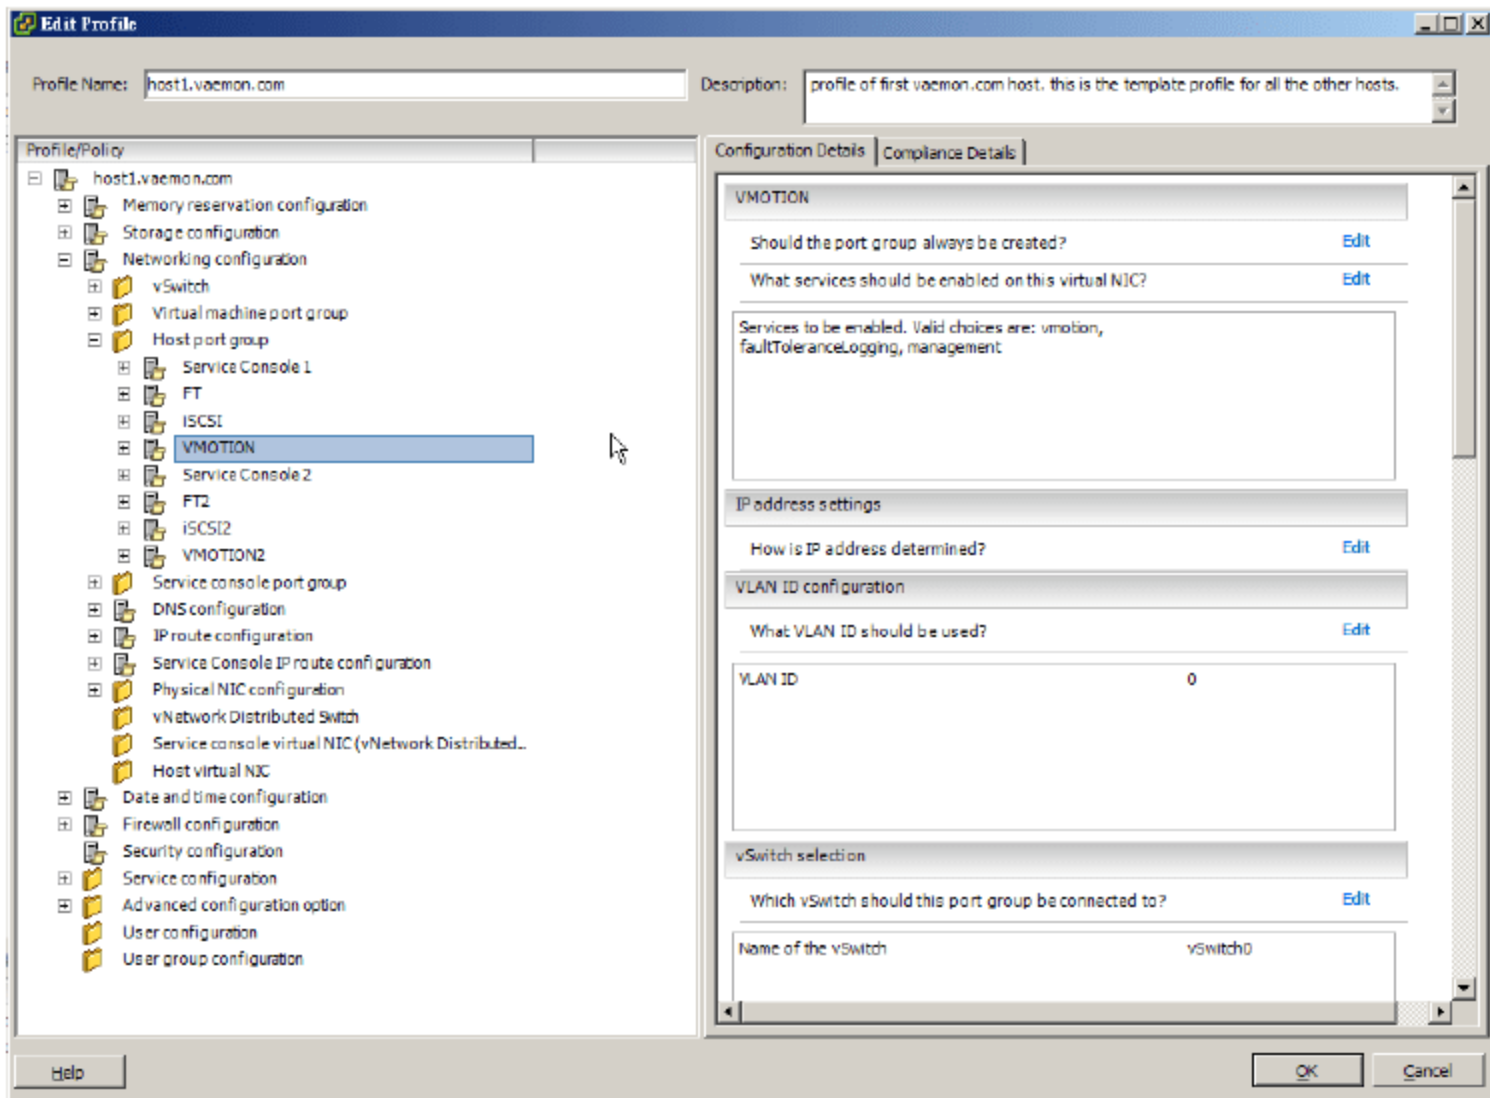 Edit Profile
Profile Name: host1.vaemon.com
Description: profile of first vaemon.com host. this is the template profile for all the other hosts.
Profile/Policy
host1.vaemon.com
Memory reservation configuration
Storage configuration
Networking configuration
vSwitch
Virtual machine port group
Host port group
Service Console 1
FT
iSCSI
VMOTION
Service Console 2
FT2
iSCSI2
VMOTION2
Service console port group
DNS configuration
IP route configuration
Service Console IP route configuration
Physical NIC configuration
vNetwork Distributed Switch
Service console virtual NIC (vNetwork Distributed...
Host virtual NIC
Date and time configuration
Firewall configuration
Security configuration
Service configuration
Advanced configuration option
User configuration
User group configuration
Configuration Details Compliance Details
VMOTION
Should the port group always be created? Edit
What services should be enabled on this virtual NIC? Edit
Services to be enabled. Valid choices are: vmotion,
faultToleranceLogging, management
IP address settings
How is IP address determined? Edit
VLAN ID configuration
What VLAN ID should be used? Edit
VLAN ID 0
vSwitch selection
Which vSwitch should this port group be connected to? Edit
Name of the vSwitch vSwitch0
Help OK Cancel